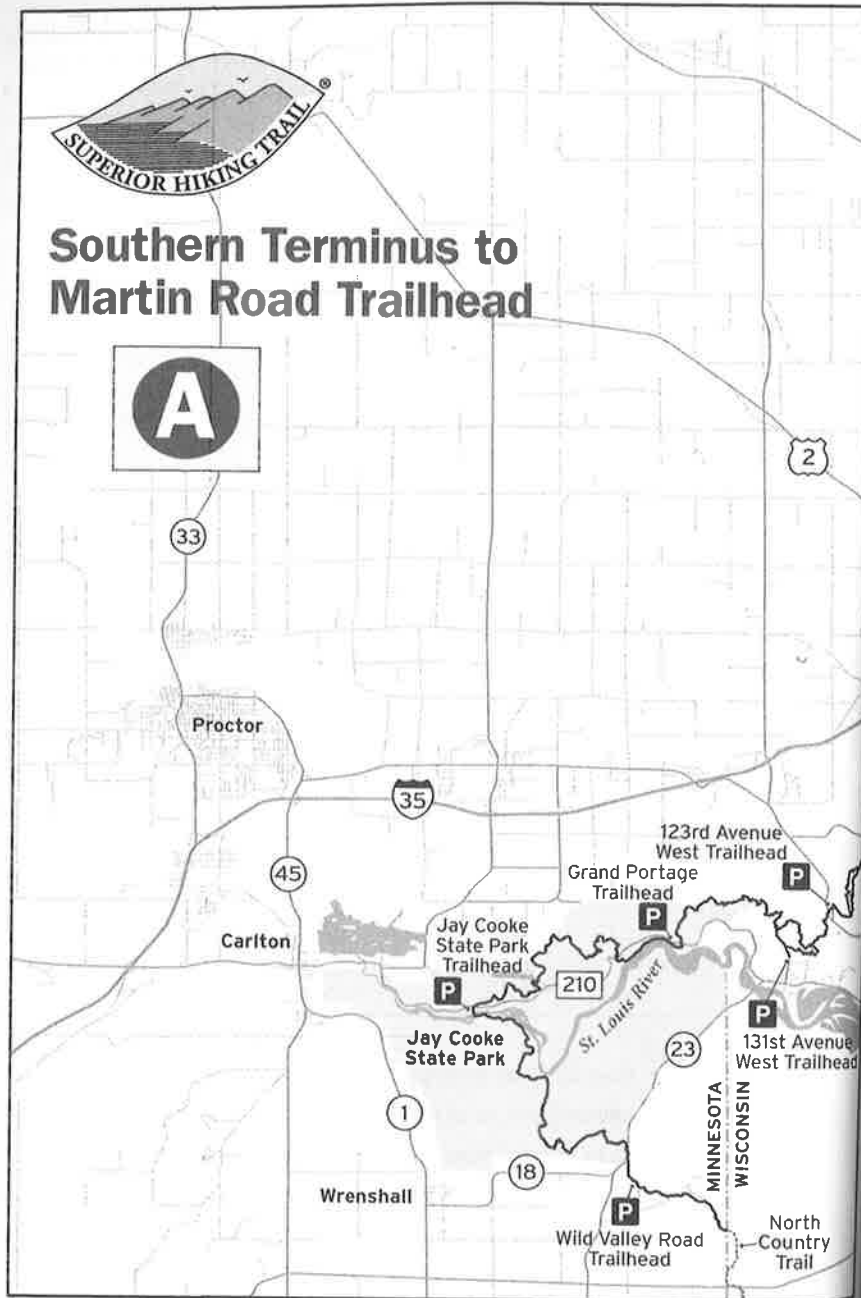 SUPERIOR HIKING TRAIL
®
Southern Terminus to
Martin Road Trailhead
A
2
33
Proctor
35
123rd Avenue
West Trailhead
P
45
Grand Portage
Trailhead
P
Carlton
Jay Cooke
State Park
Trailhead
P
210
St. Louis River
Jay Cooke
State Park
P
131st Avenue
West Trailhead
23
1
MINNESOTA
WISCONSIN
18
Wrenshall
P
Wild Valley Road
Trailhead
North
Country
Trail